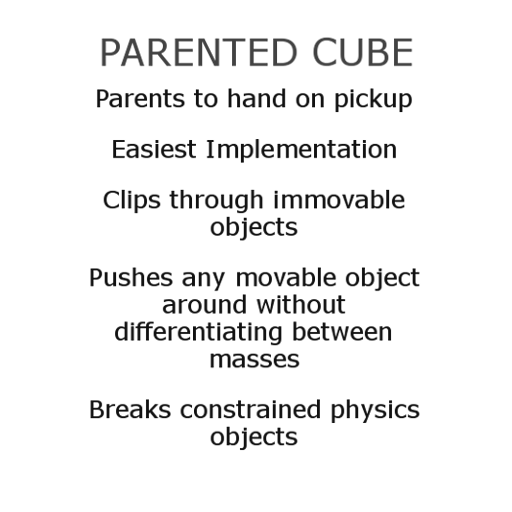 PARENTED CUBE
Parents to hand on pickup
Easiest Implementation
Clips through immovable
objects
Pushes any movable object
around without
differentiating between
masses
Breaks constrained physics
objects